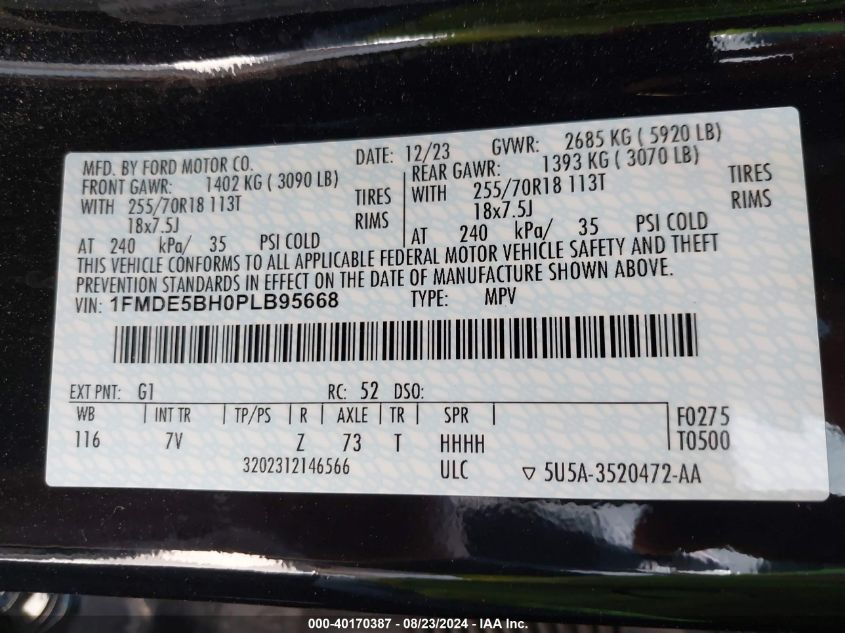 MFD. BY FORD MOTOR CO. DATE: 12/23 GVWR: 2685 KG ( 5920 LB)
FRONT GAWR: 1402 KG ( 3090 LB) REAR GAWR: 1393 KG ( 3070 LB)
WITH 255/70R18 113T TIRES WITH 255/70R18 113T TIRES
18x7.5J RIMS 18x7.5J RIMS
AT 240 kPa/ 35 PSI COLD AT 240 kPa/ 35 PSI COLD
THIS VEHICLE CONFORMS TO ALL APPLICABLE FEDERAL MOTOR VEHICLE SAFETY AND THEFT
PREVENTION STANDARDS IN EFFECT ON THE DATE OF MANUFACTURE SHOWN ABOVE.
VIN: 1FMDE5BH0PLB95668 TYPE: MPV
EXT PNT: G1 RC: 52 DSO:
WB INT TR TP/PS R AXLE TR SPR F0275
116 7V Z 73 T HHHH T0500
3202312146566 ULC 5U5A-3520472-AA
000-40170387 - 08/23/2024 - IAA Inc.